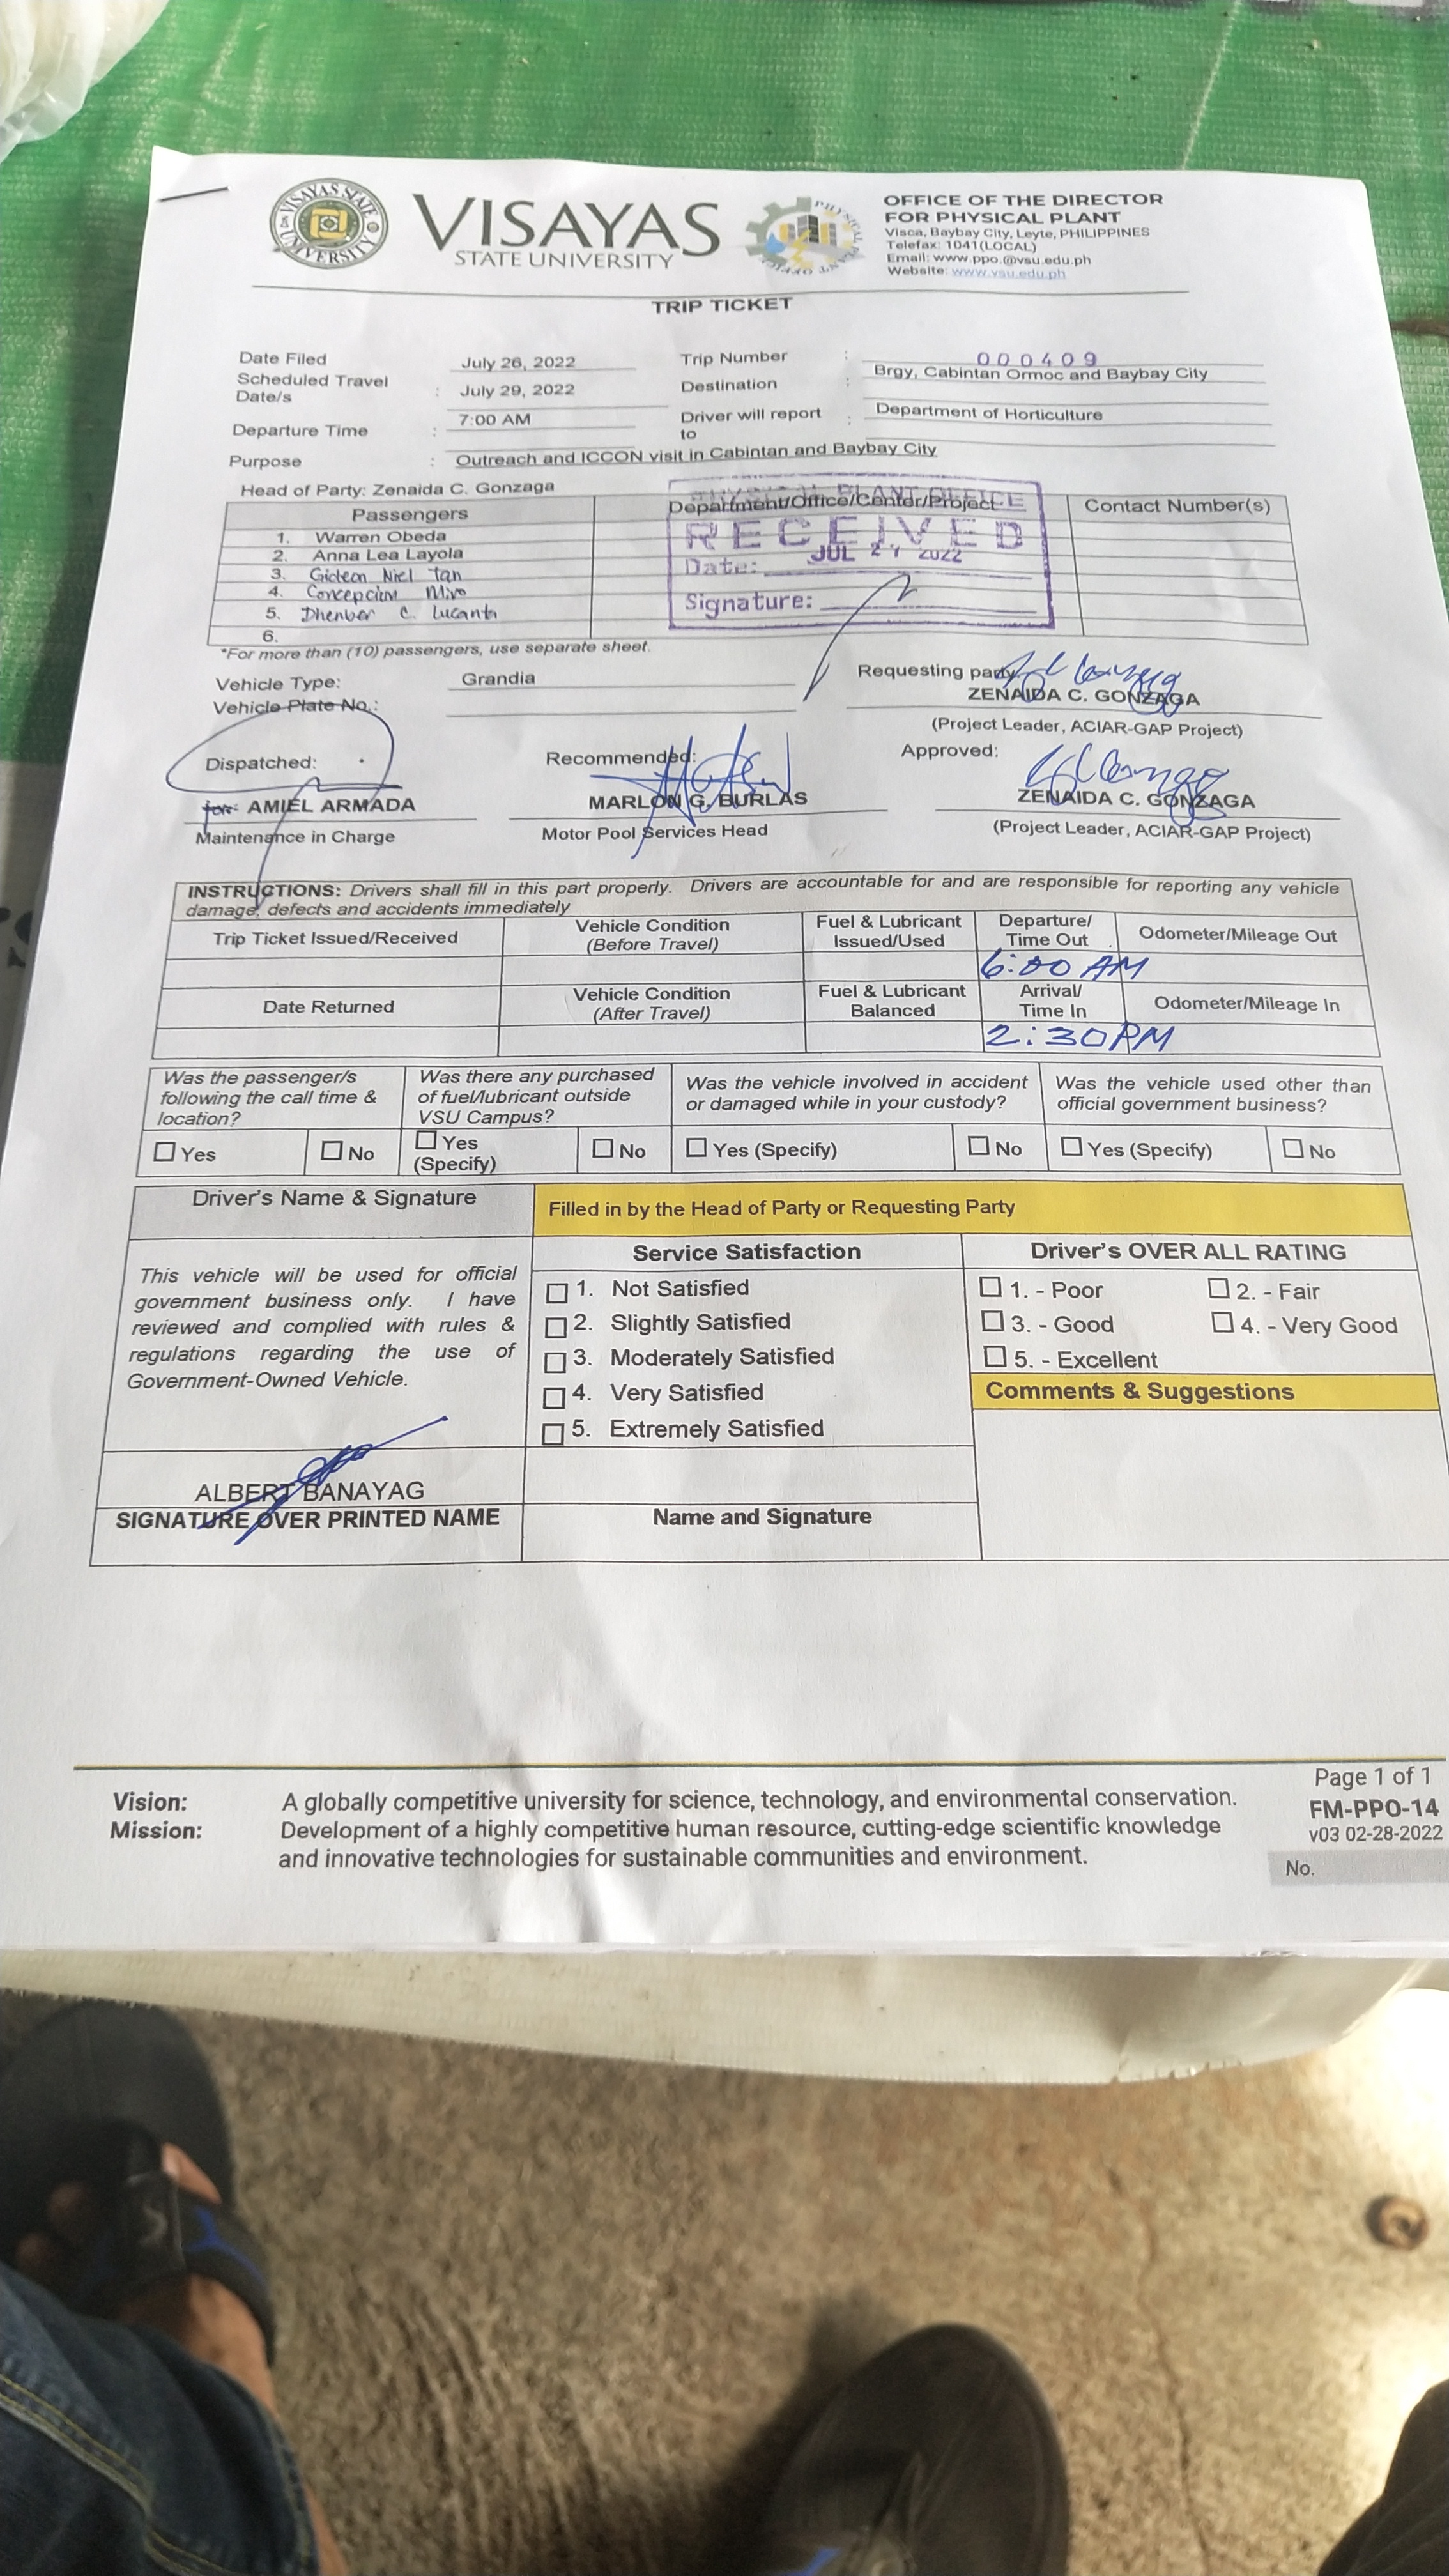 VISAYAS STATE UNIVERSITY
VISAYAS
STATE UNIVERSITY
PHYSICAL PLANT OFFICE
OFFICE OF THE DIRECTOR
FOR PHYSICAL PLANT
Visca, Baybay City, Leyte, PHILIPPINES
Telefax: 1041(LOCAL)
Email: www.ppo.@vsu.edu.ph
Website: www.vsu.edu.ph
TRIP TICKET
Date Filed July 26, 2022 Trip Number : 000409
Scheduled Travel Date/s : July 29, 2022 Destination : Brgy, Cabintan Ormoc and Baybay City
Departure Time : 7:00 AM Driver will report to : Department of Horticulture
Purpose : Outreach and ICCON visit in Cabintan and Baybay City
Head of Party: Zenaida C. Gonzaga
Passengers Department/Office/Center/Project Contact Number(s)
1. Warren Obeda
2. Anna Lea Layola
3. Gideon Niel Tan
4. Concepcion Miro
5. Dhenber C. Lucanta
6.
PHYSICAL PLANT OFFICE
RECEIVED
Date: JUL 27 2022
Signature:
*For more than (10) passengers, use separate sheet.
Vehicle Type: Grandia
Vehicle Plate No.:
Requesting party
ZENAIDA C. GONZAGA
(Project Leader, ACIAR-GAP Project)
Dispatched: Recommended: Approved:
for: AMIEL ARMADA MARLON G. BURLAS ZENAIDA C. GONZAGA
Maintenance in Charge Motor Pool Services Head (Project Leader, ACIAR-GAP Project)
INSTRUCTIONS: Drivers shall fill in this part properly. Drivers are accountable for and are responsible for reporting any vehicle
damage, defects and accidents immediately
Trip Ticket Issued/Received Vehicle Condition (Before Travel) Fuel & Lubricant Issued/Used Departure/ Time Out Odometer/Mileage Out
6:00 AM
Date Returned Vehicle Condition (After Travel) Fuel & Lubricant Balanced Arrival/ Time In Odometer/Mileage In
2:30 PM
Was the passenger/s following the call time & location? Was there any purchased of fuel/lubricant outside VSU Campus? Was the vehicle involved in accident or damaged while in your custody? Was the vehicle used other than official government business?
Yes No Yes (Specify) No Yes (Specify) No Yes (Specify) No
Driver's Name & Signature Filled in by the Head of Party or Requesting Party
Service Satisfaction Driver's OVER ALL RATING
This vehicle will be used for official
government business only. I have
reviewed and complied with rules &
regulations regarding the use of
Government-Owned Vehicle.
1. Not Satisfied
2. Slightly Satisfied
3. Moderately Satisfied
4. Very Satisfied
5. Extremely Satisfied
1. - Poor 2. - Fair
3. - Good 4. - Very Good
5. - Excellent
Comments & Suggestions
ALBERT BANAYAG
SIGNATURE OVER PRINTED NAME Name and Signature
Vision: A globally competitive university for science, technology, and environmental conservation.
Mission: Development of a highly competitive human resource, cutting-edge scientific knowledge
and innovative technologies for sustainable communities and environment.
Page 1 of 1
FM-PPO-14
v03 02-28-2022
No.